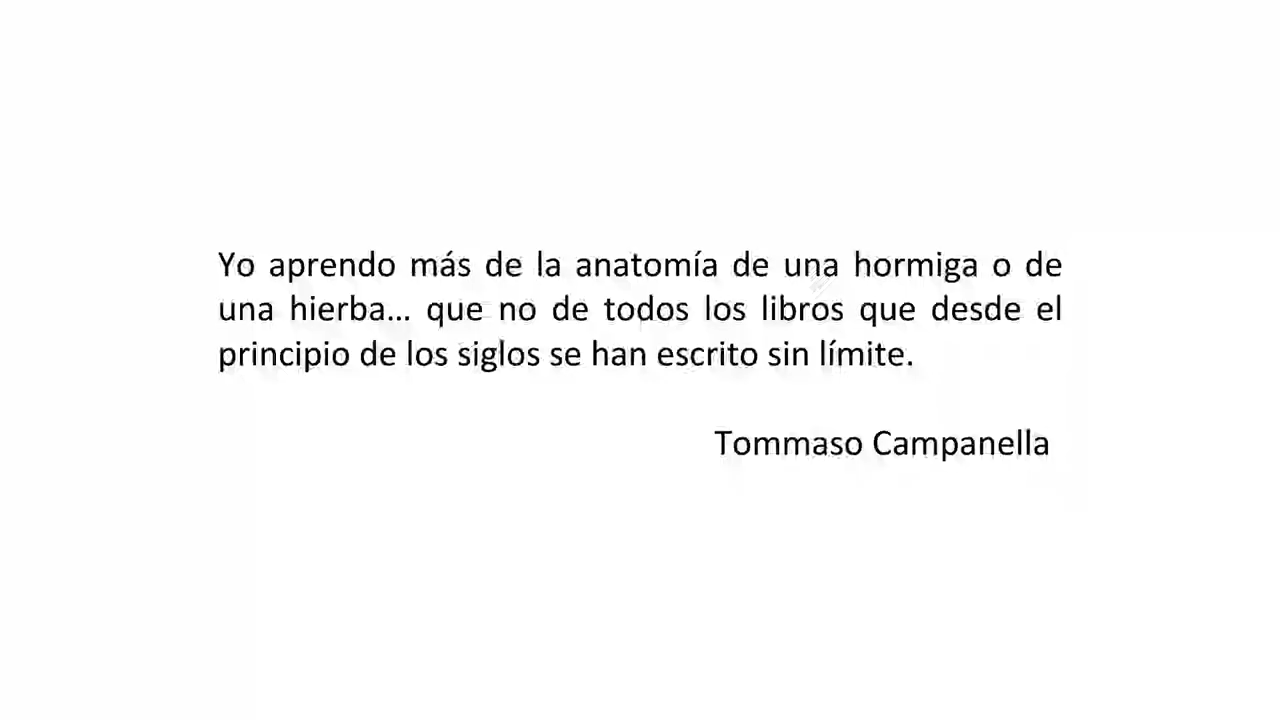 Yo aprendo más de la anatomía de una hormiga o de
una hierba... que no de todos los libros que desde el
principio de los siglos se han escrito sin límite.
Tommaso Campanella